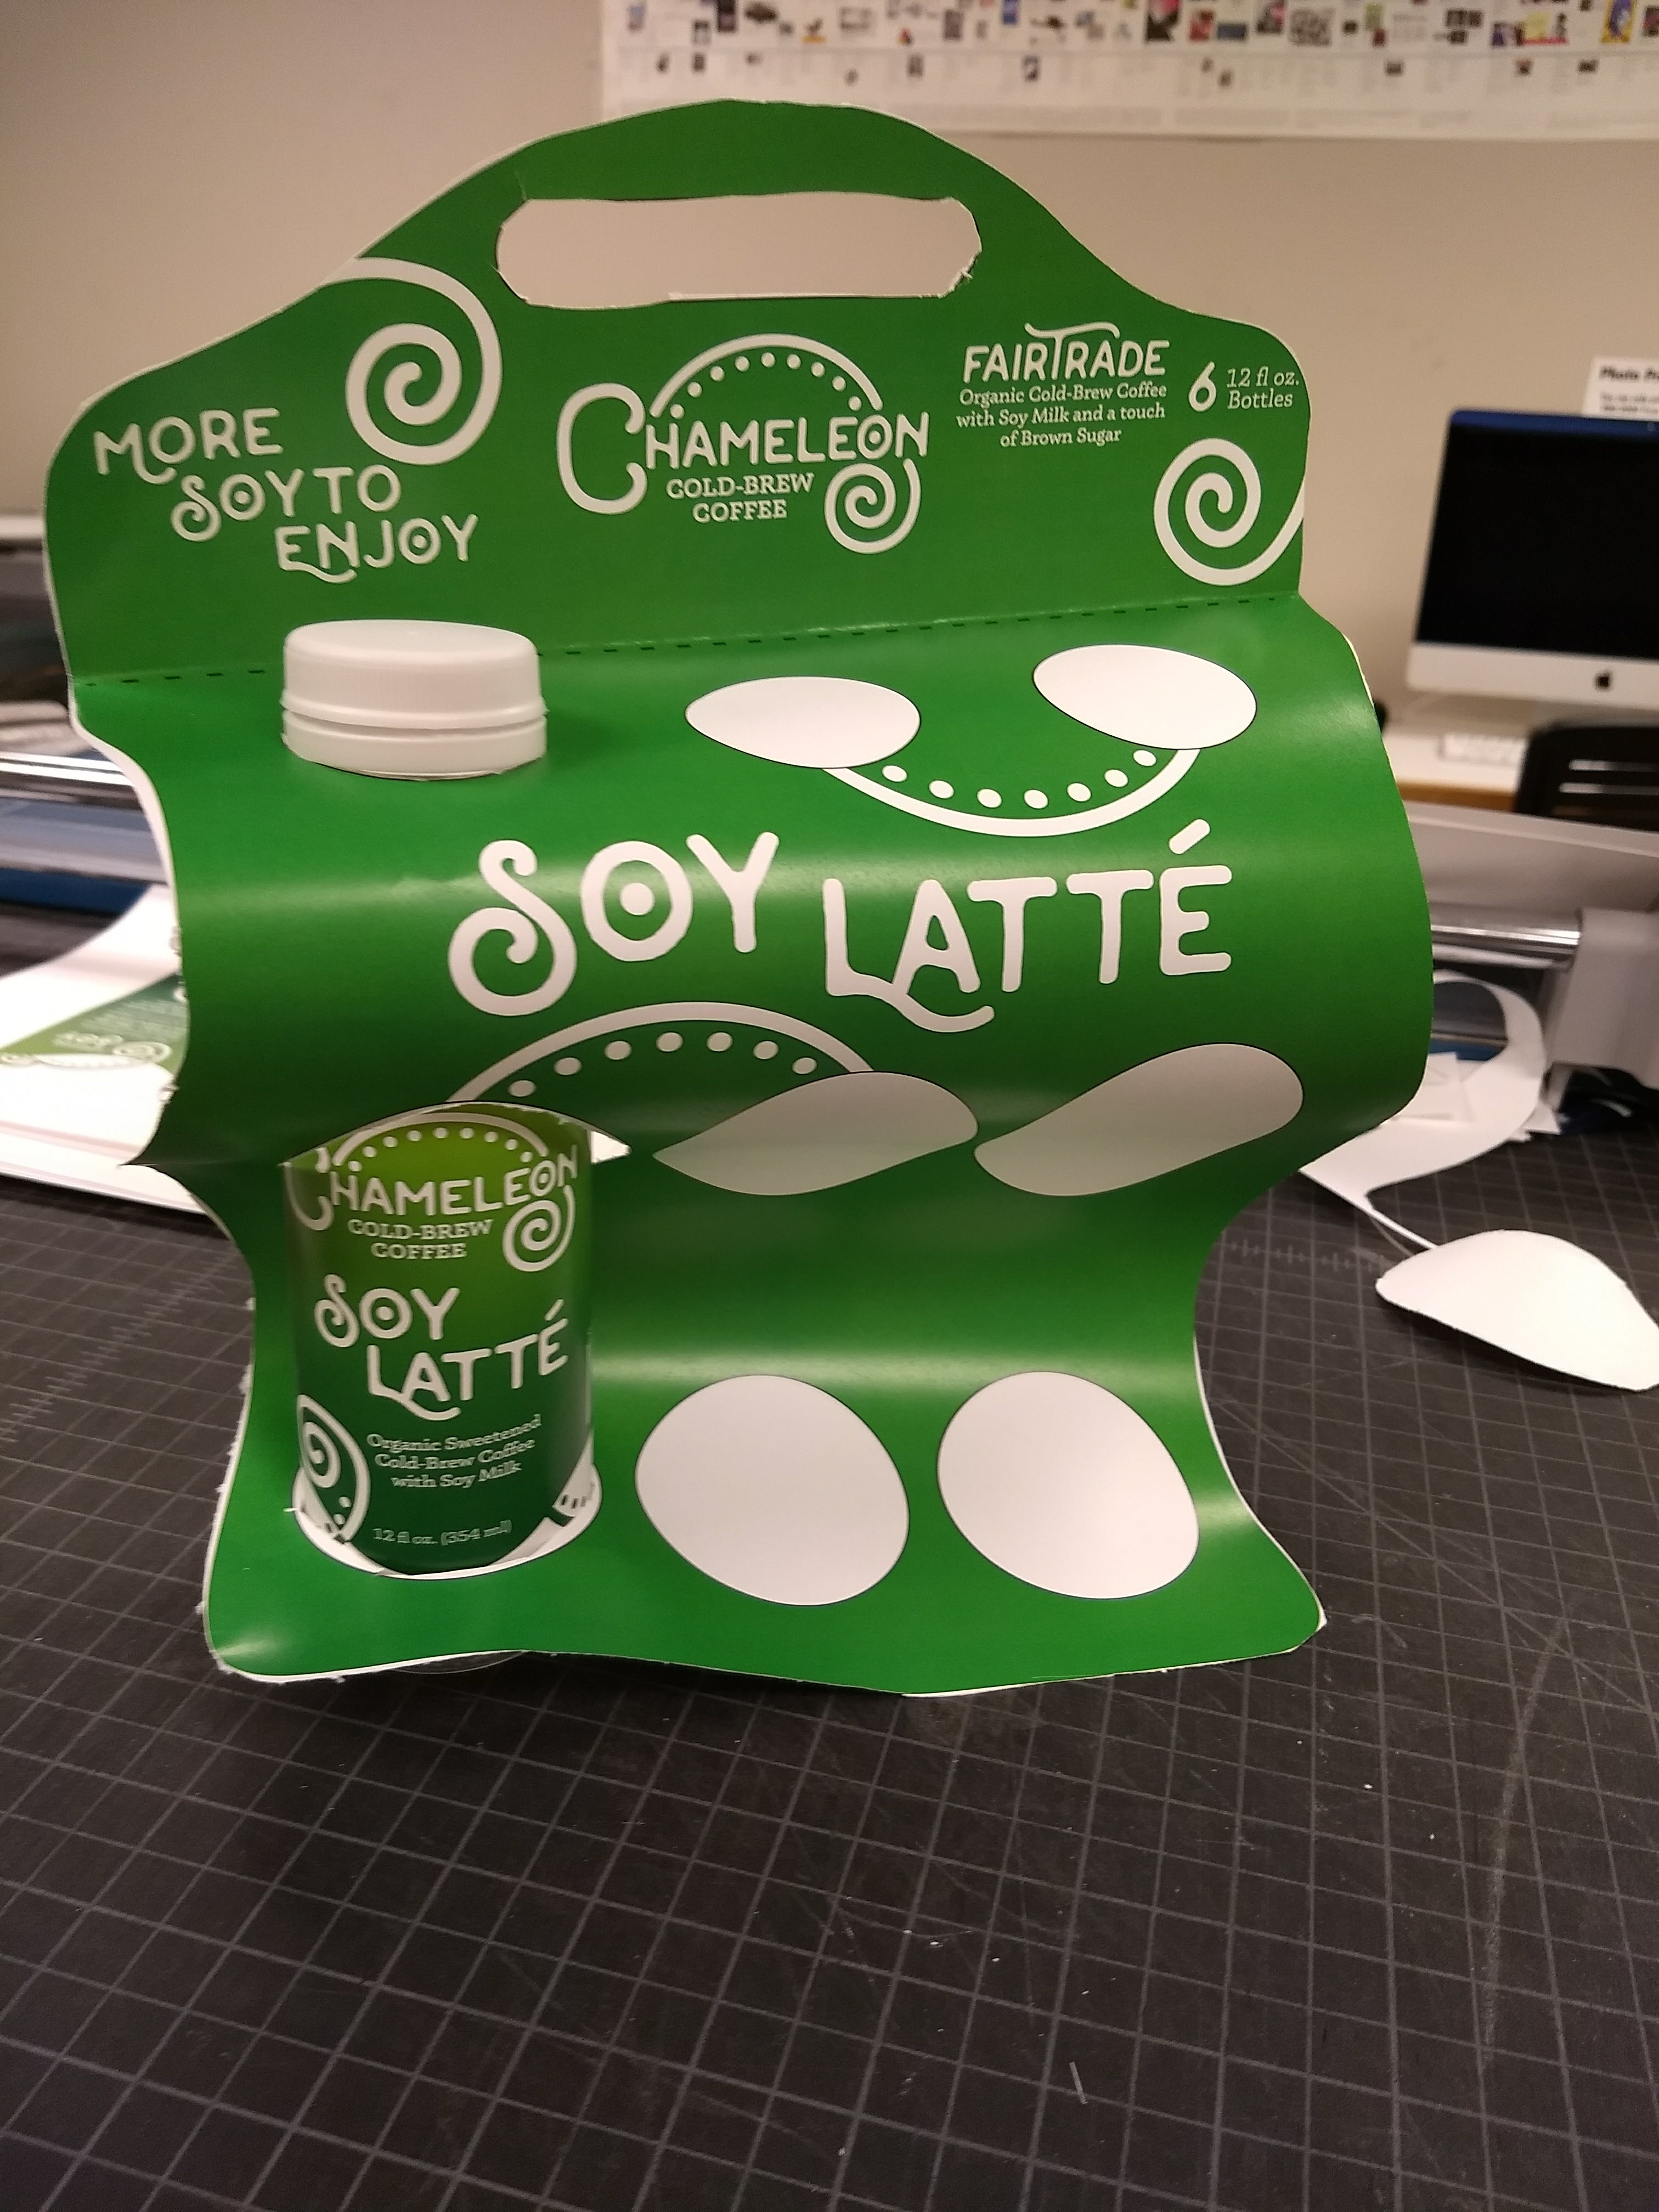 MORE
SOY TO
ENJOY
CHAMELEON
COLD-BREW
COFFEE
FAIRTRADE
Organic Cold-Brew Coffee
with Soy Milk and a touch
of Brown Sugar
6 12 fl oz.
Bottles
SOY LATTÉ
CHAMELEON
COLD-BREW
COFFEE
SOY
LATTÉ
Organic Sweetened
Cold-Brew Coffee
with Soy Milk
12 fl oz. (354 ml)
Photo